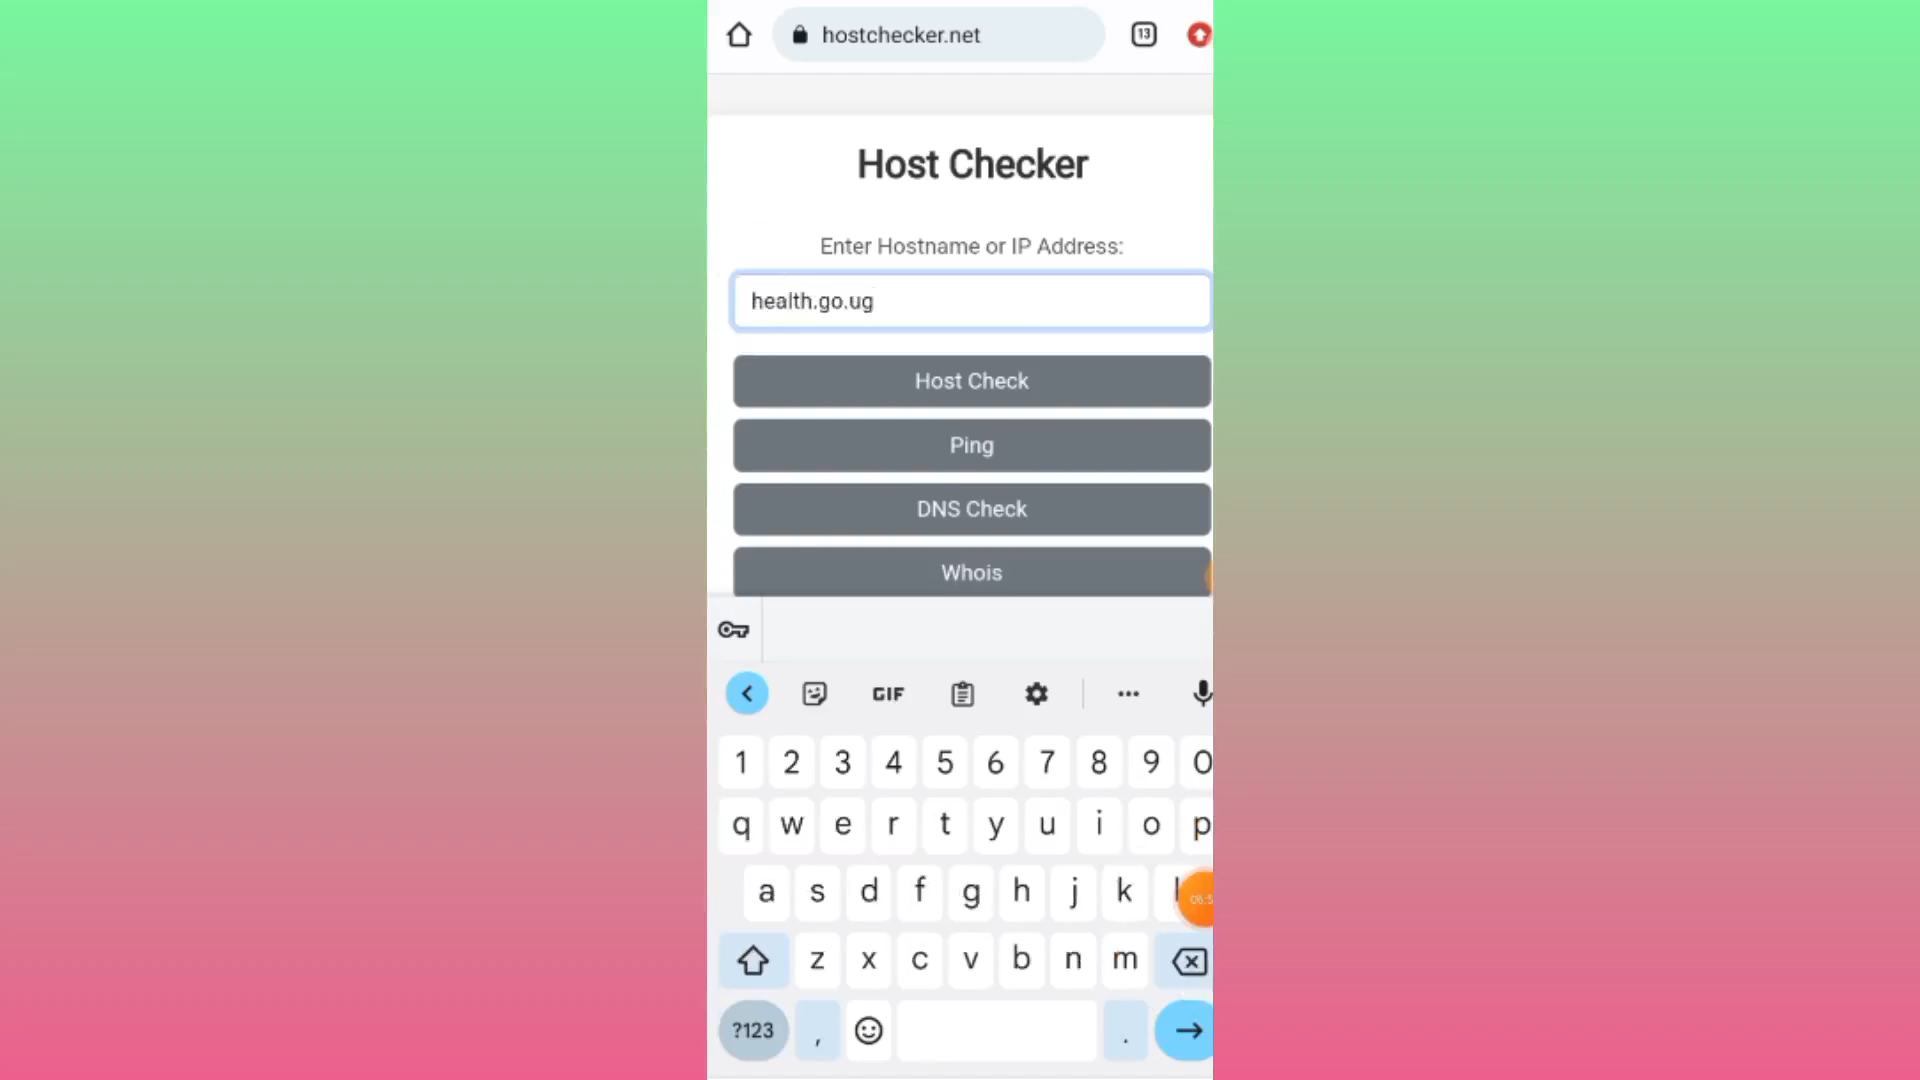 13
hostchecker.net
Host Checker
Enter Hostname or IP Address:
health.go.ug
Host Check
Ping
DNS Check
Whois
GIF
1 2 3 4 5 6 7 8 9 0
q w e r t y u i o p
a s d f g h j k
z x c v b n m
?123 , .